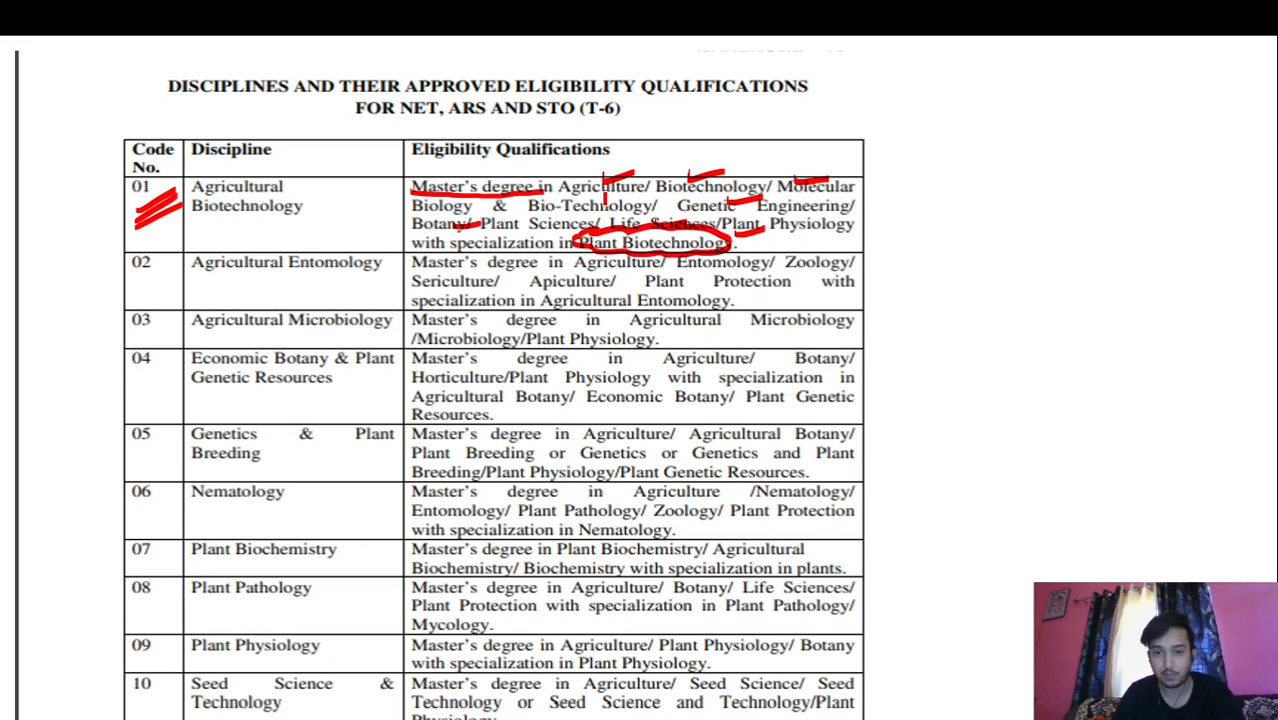 DISCIPLINES AND THEIR APPROVED ELIGIBILITY QUALIFICATIONS
FOR NET, ARS AND STO (T-6)
Code No. Discipline Eligibility Qualifications
01 Agricultural Biotechnology
Master's degree in Agriculture/ Biotechnology/ Molecular
Biology & Bio-Technology/ Genetic Engineering/
Botany/ Plant Sciences/ Life Sciences/Plant Physiology
with specialization in Plant Biotechnology.
02 Agricultural Entomology
Master's degree in Agriculture/ Entomology/ Zoology/
Sericulture/ Apiculture/ Plant Protection with
specialization in Agricultural Entomology.
03 Agricultural Microbiology
Master's degree in Agricultural Microbiology
/Microbiology/Plant Physiology.
04 Economic Botany & Plant Genetic Resources
Master's degree in Agriculture/ Botany/
Horticulture/Plant Physiology with specialization in
Agricultural Botany/ Economic Botany/ Plant Genetic
Resources.
05 Genetics & Plant Breeding
Master's degree in Agriculture/ Agricultural Botany/
Plant Breeding or Genetics or Genetics and Plant
Breeding/Plant Physiology/Plant Genetic Resources.
06 Nematology
Master's degree in Agriculture /Nematology/
Entomology/ Plant Pathology/ Zoology/ Plant Protection
with specialization in Nematology.
07 Plant Biochemistry
Master's degree in Plant Biochemistry/ Agricultural
Biochemistry/ Biochemistry with specialization in plants.
08 Plant Pathology
Master's degree in Agriculture/ Botany/ Life Sciences/
Plant Protection with specialization in Plant Pathology/
Mycology.
09 Plant Physiology
Master's degree in Agriculture/ Plant Physiology/ Botany
with specialization in Plant Physiology.
10 Seed Science & Technology
Master's degree in Agriculture/ Seed Science/ Seed
Technology or Seed Science and Technology/Plant